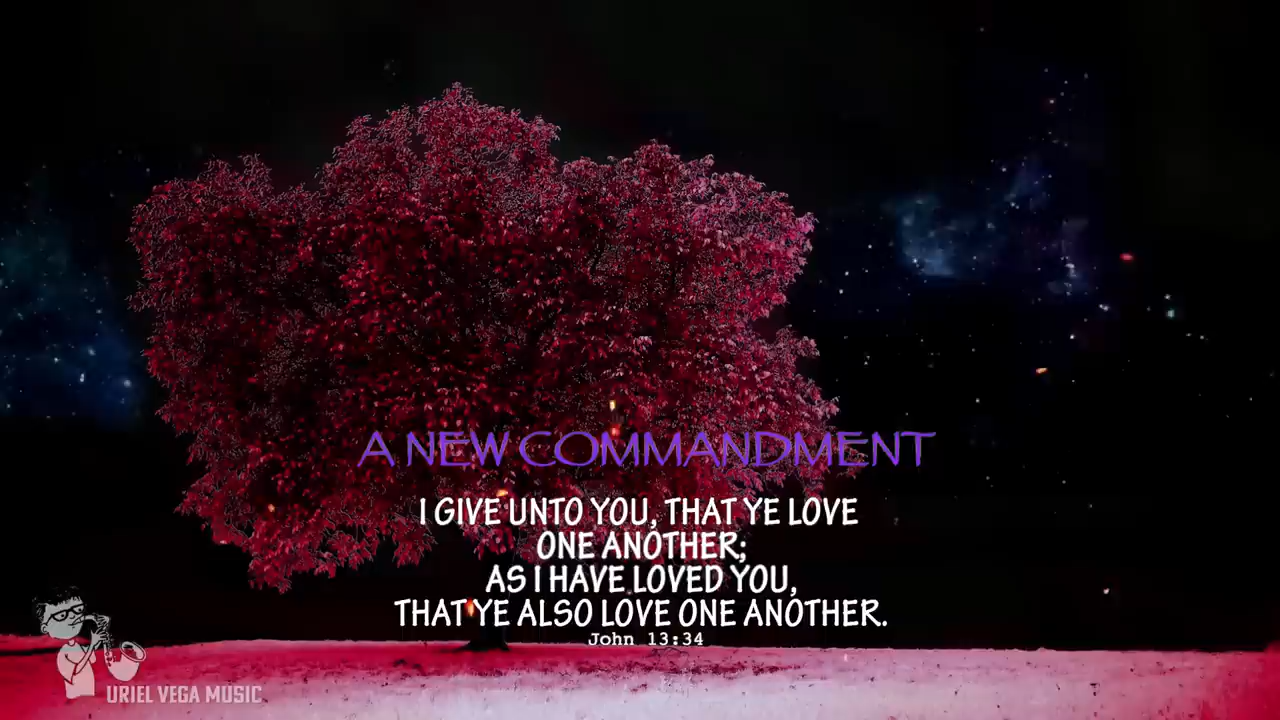 A NEW COMMANDMENT
I GIVE UNTO YOU, THAT YE LOVE
ONE ANOTHER;
AS I HAVE LOVED YOU,
THAT YE ALSO LOVE ONE ANOTHER.
John 13:34
URIEL VEGA MUSIC